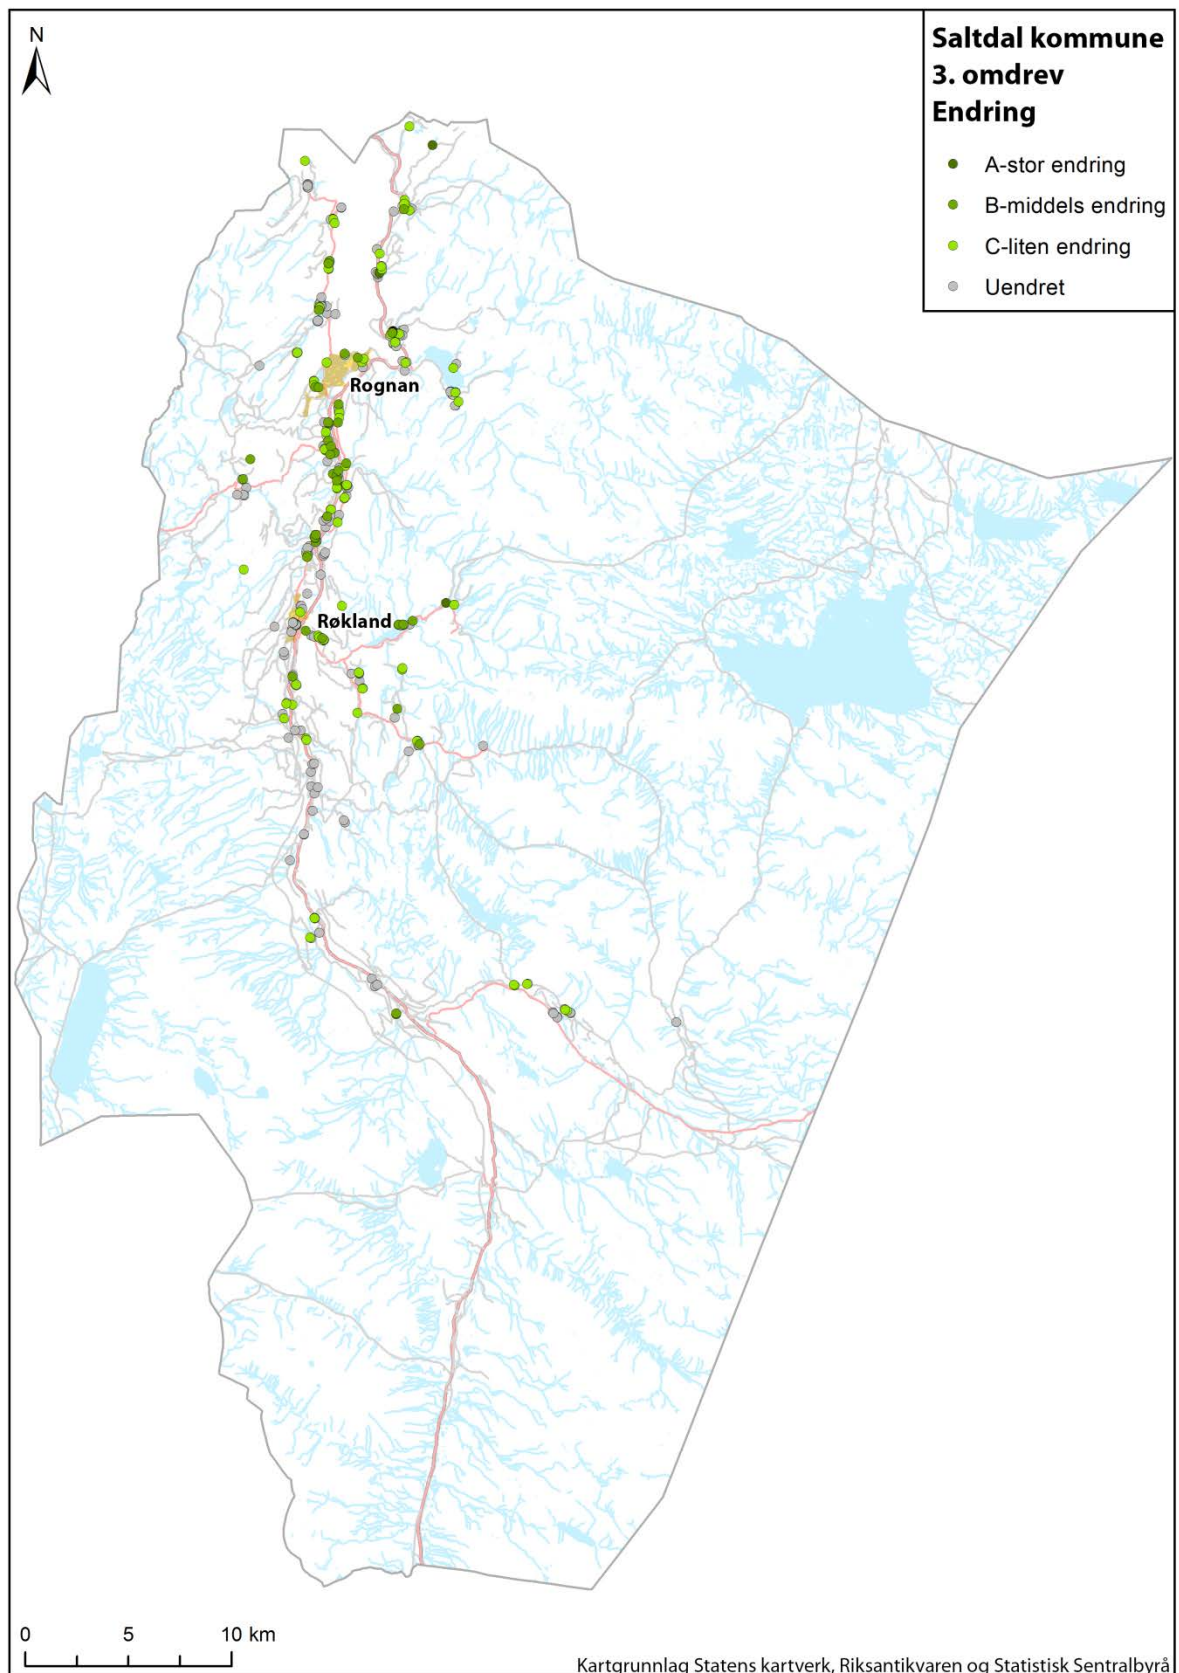 N
Saltdal kommune
3. omdrev
Endring
A-stor endring
B-middels endring
C-liten endring
Uendret
Rognan
Røkland
0 5 10 km
Kartgrunnlag Statens kartverk, Riksantikvaren og Statistisk Sentralbyrå